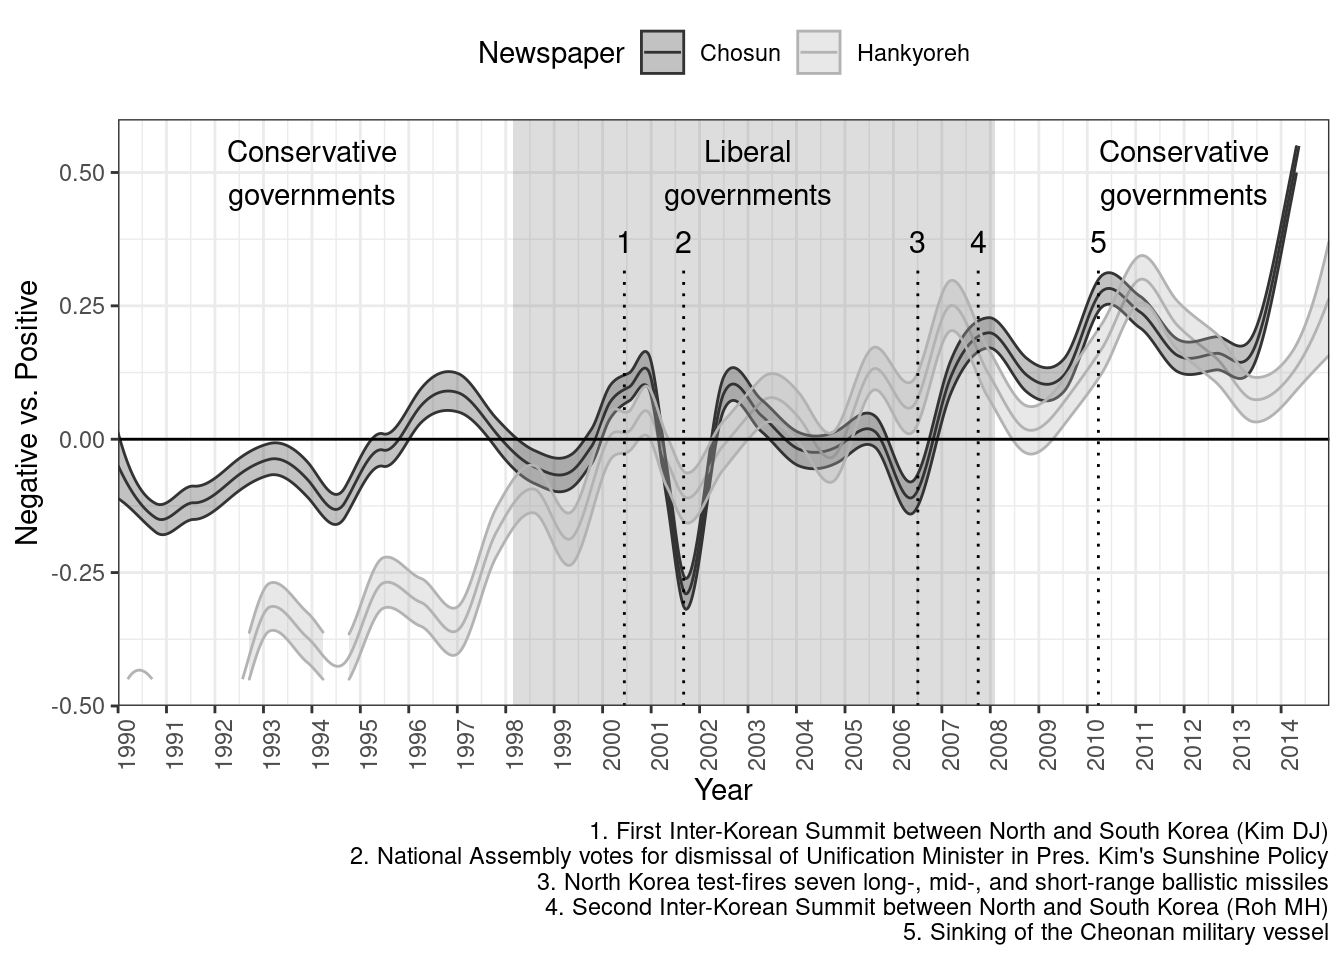 Newspaper Chosun Hankyoreh
Conservative governments
Liberal governments
Conservative governments
1 2 3 4 5
Negative vs. Positive
0.50
0.25
0.00
-0.25
-0.50
1990 1991 1992 1993 1994 1995 1996 1997 1998 1999 2000 2001 2002 2003 2004 2005 2006 2007 2008 2009 2010 2011 2012 2013 2014
Year
1. First Inter-Korean Summit between North and South Korea (Kim DJ)
2. National Assembly votes for dismissal of Unification Minister in Pres. Kim's Sunshine Policy
3. North Korea test-fires seven long-, mid-, and short-range ballistic missiles
4. Second Inter-Korean Summit between North and South Korea (Roh MH)
5. Sinking of the Cheonan military vessel